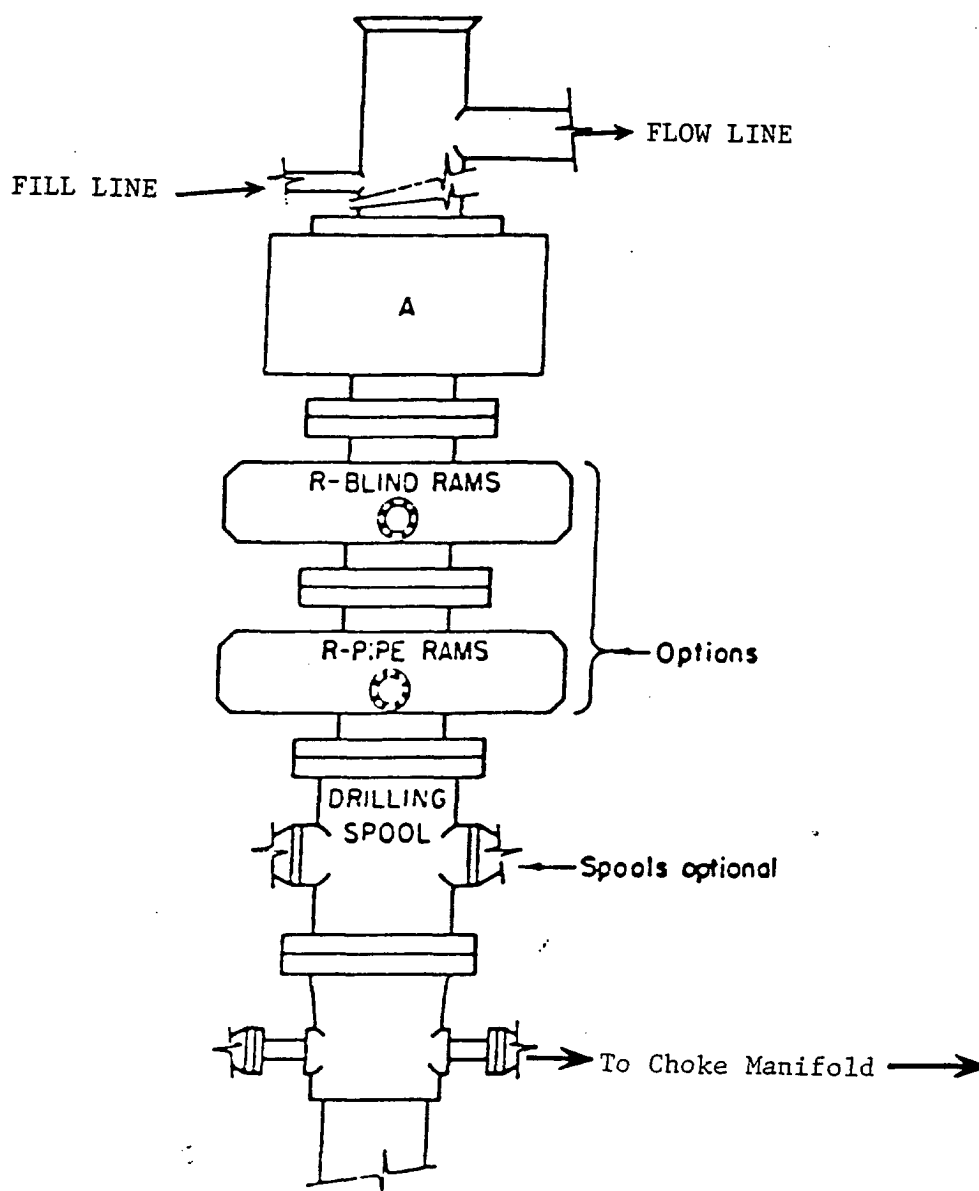 FLOW LINE
FILL LINE
A
R-BLIND RAMS
R-PIPE RAMS
Options
DRILLING
SPOOL
Spools optional
To Choke Manifold